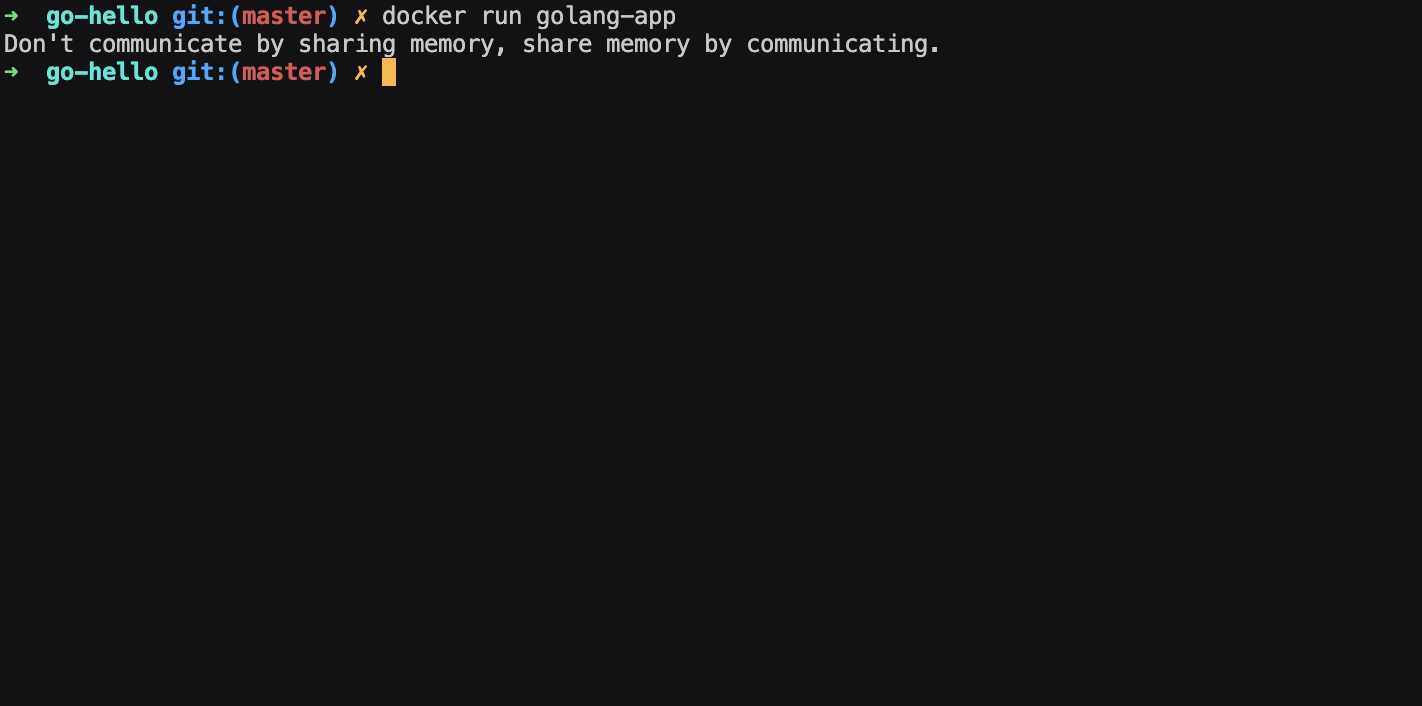 ➜  go-hello git:(master) ✗ docker run golang-app
Don't communicate by sharing memory, share memory by communicating.
➜  go-hello git:(master) ✗